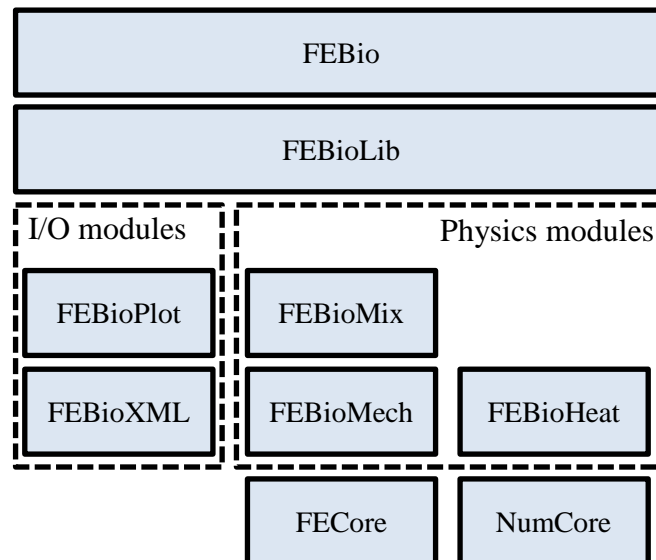 FEBio
FEBioLib
I/O modules
Physics modules
FEBioPlot
FEBioMix
FEBioXML
FEBioMech
FEBioHeat
FECore
NumCore